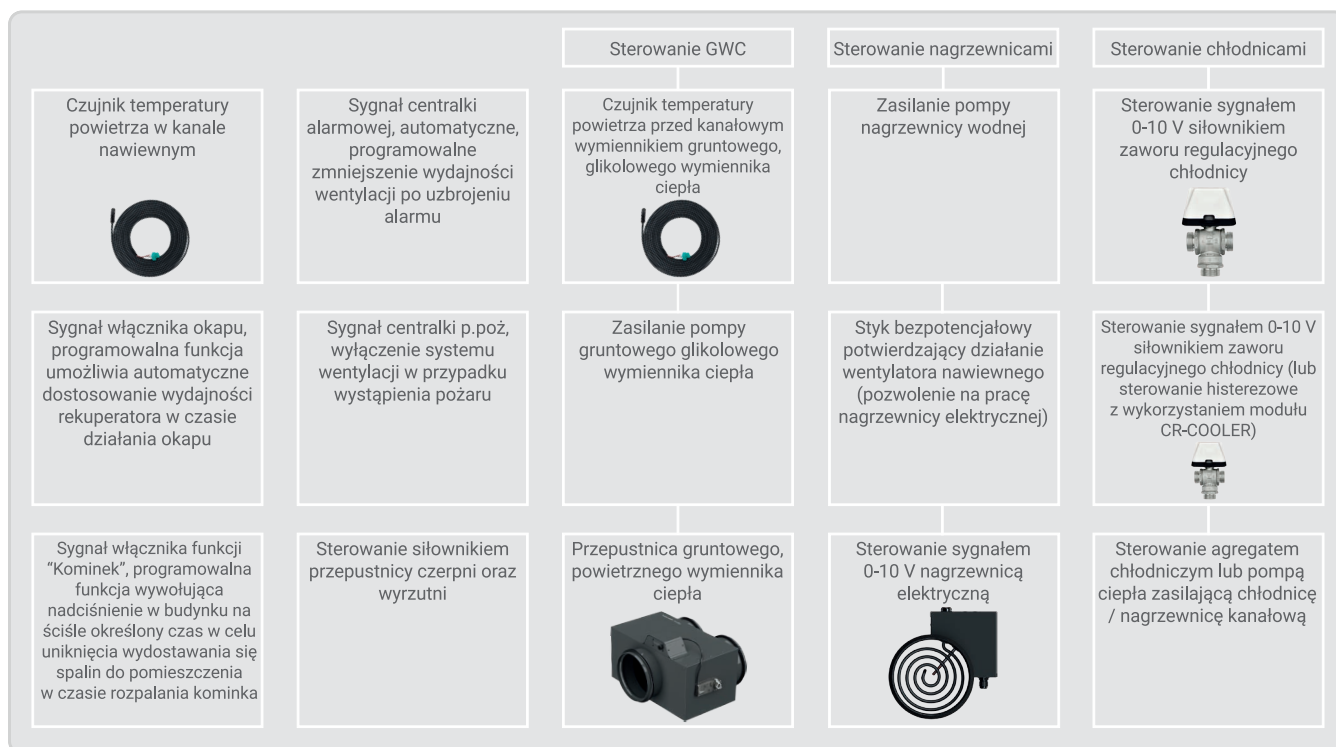 Sterowanie GWC
Sterowanie nagrzewnicami
Sterowanie chłodnicami
Czujnik temperatury
powietrza w kanale
nawiewnym
Sygnał centralki
alarmowej, automatyczne,
programowalne
zmniejszenie wydajności
wentylacji po uzbrojeniu
alarmu
Czujnik temperatury
powietrza przed kanałowym
wymiennikiem gruntowego,
glikolowego wymiennika
ciepła
Zasilanie pompy
nagrzewnicy wodnej
Sterowanie sygnałem
0-10 V siłownikiem
zaworu regulacyjnego
chłodnicy
Sygnał włącznika okapu,
programowalna funkcja
umożliwia automatyczne
dostosowanie wydajności
rekuperatora w czasie
działania okapu
Sygnał centralki p.poż,
wyłączenie systemu
wentylacji w przypadku
wystąpienia pożaru
Zasilanie pompy
gruntowego glikolowego
wymiennika ciepła
Styk bezpotencjałowy
potwierdzający działanie
wentylatora nawiewnego
(pozwolenie na pracę
nagrzewnicy elektrycznej)
Sterowanie sygnałem 0-10 V
siłownikiem zaworu
regulacyjnego chłodnicy (lub
sterowanie histerezowe
z wykorzystaniem modułu
CR-COOLER)
Sygnał włącznika funkcji
“Kominek”, programowalna
funkcja wywołująca
nadciśnienie w budynku na
ściśle określony czas w celu
uniknięcia wydostawania się
spalin do pomieszczenia
w czasie rozpalania kominka
Sterowanie siłownikiem
przepustnicy czerpni oraz
wyrzutni
Przepustnica gruntowego,
powietrznego wymiennika
ciepła
Sterowanie sygnałem
0-10 V nagrzewnicą
elektryczną
Sterowanie agregatem
chłodniczym lub pompą
ciepła zasilającą chłodnicę
/ nagrzewnicę kanałową